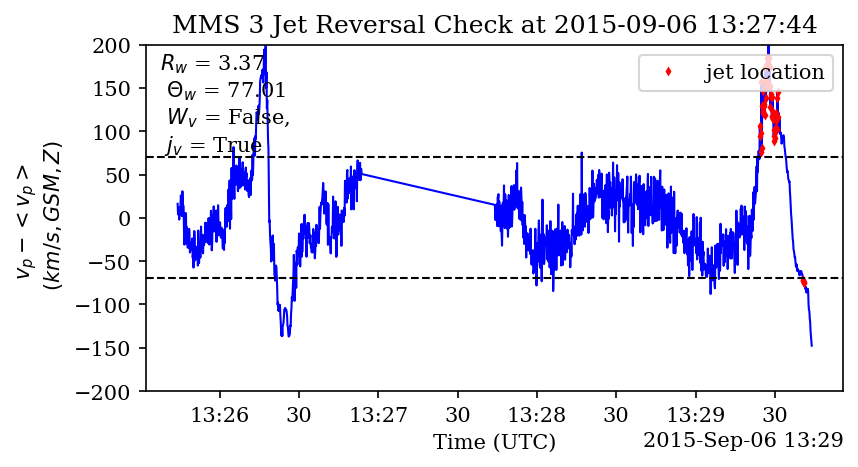 MMS 3 Jet Reversal Check at 2015-09-06 13:27:44
200
150
100
50
0
−50
−100
−150
−200
v_p − <v_p>
(km/s, GSM, Z)
R_w = 3.37
Θ_w = 77.01
W_v = False,
j_v = True
jet location
13:26
30
13:27
30
13:28
30
13:29
30
Time (UTC)
2015-Sep-06 13:29